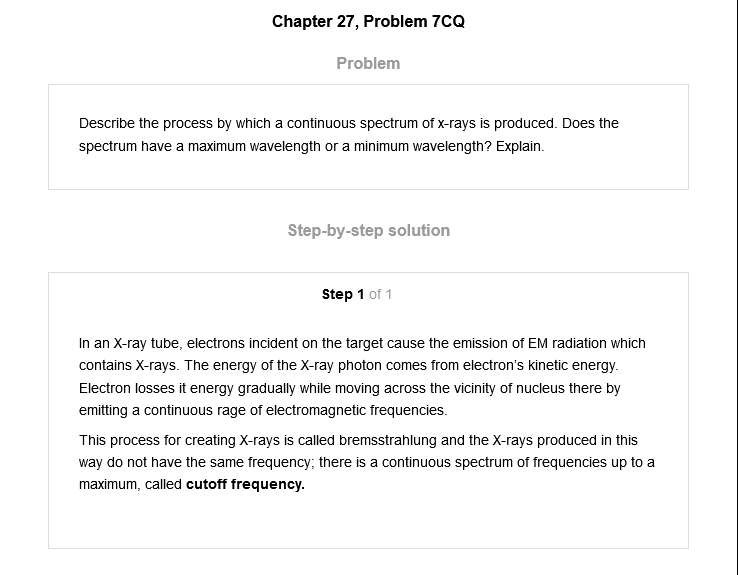 Chapter 27, Problem 7CQ
Problem
Describe the process by which a continuous spectrum of x-rays is produced. Does the
spectrum have a maximum wavelength or a minimum wavelength? Explain.
Step-by-step solution
Step 1 of 1
In an X-ray tube, electrons incident on the target cause the emission of EM radiation which
contains X-rays. The energy of the X-ray photon comes from electron's kinetic energy.
Electron losses it energy gradually while moving across the vicinity of nucleus there by
emitting a continuous rage of electromagnetic frequencies.
This process for creating X-rays is called bremsstrahlung and the X-rays produced in this
way do not have the same frequency; there is a continuous spectrum of frequencies up to a
maximum, called cutoff frequency.